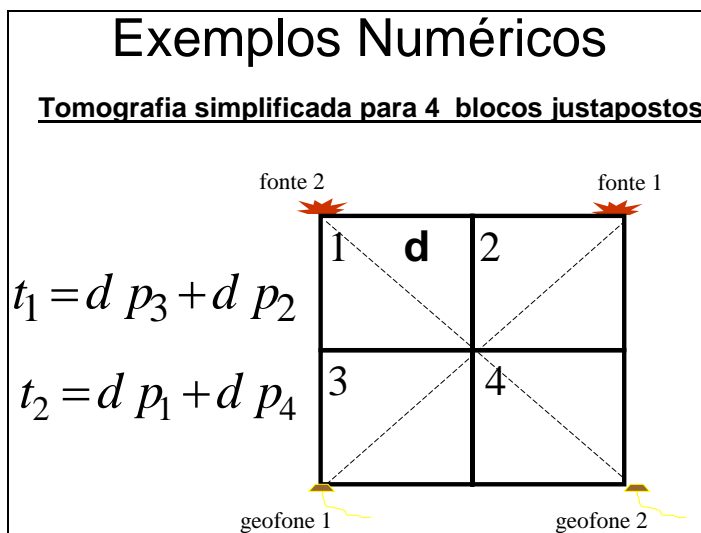 Exemplos Numéricos
Tomografia simplificada para 4 blocos justapostos
fonte 2
fonte 1
1
d
2
t₁ = d p₃ + d p₂
t₂ = d p₁ + d p₄
3
4
geofone 1
geofone 2